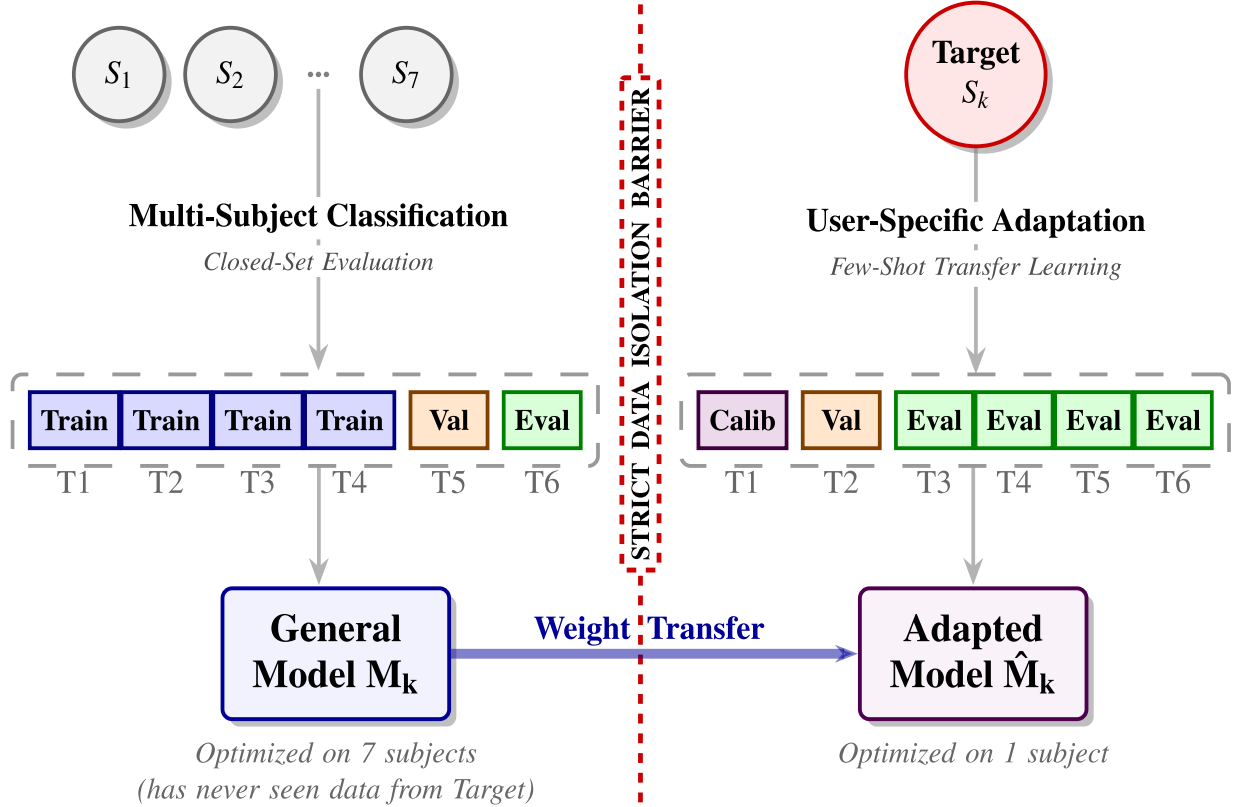 S₁ S₂ ... S₇
Multi-Subject Classification
Closed-Set Evaluation
Train Train Train Train Val Eval
T1 T2 T3 T4 T5 T6
General
Model Mₖ
Optimized on 7 subjects
(has never seen data from Target)
STRICT DATA ISOLATION BARRIER
Weight Transfer
Target
Sₖ
User-Specific Adaptation
Few-Shot Transfer Learning
Calib Val Eval Eval Eval Eval
T1 T2 T3 T4 T5 T6
Adapted
Model M̂ₖ
Optimized on 1 subject